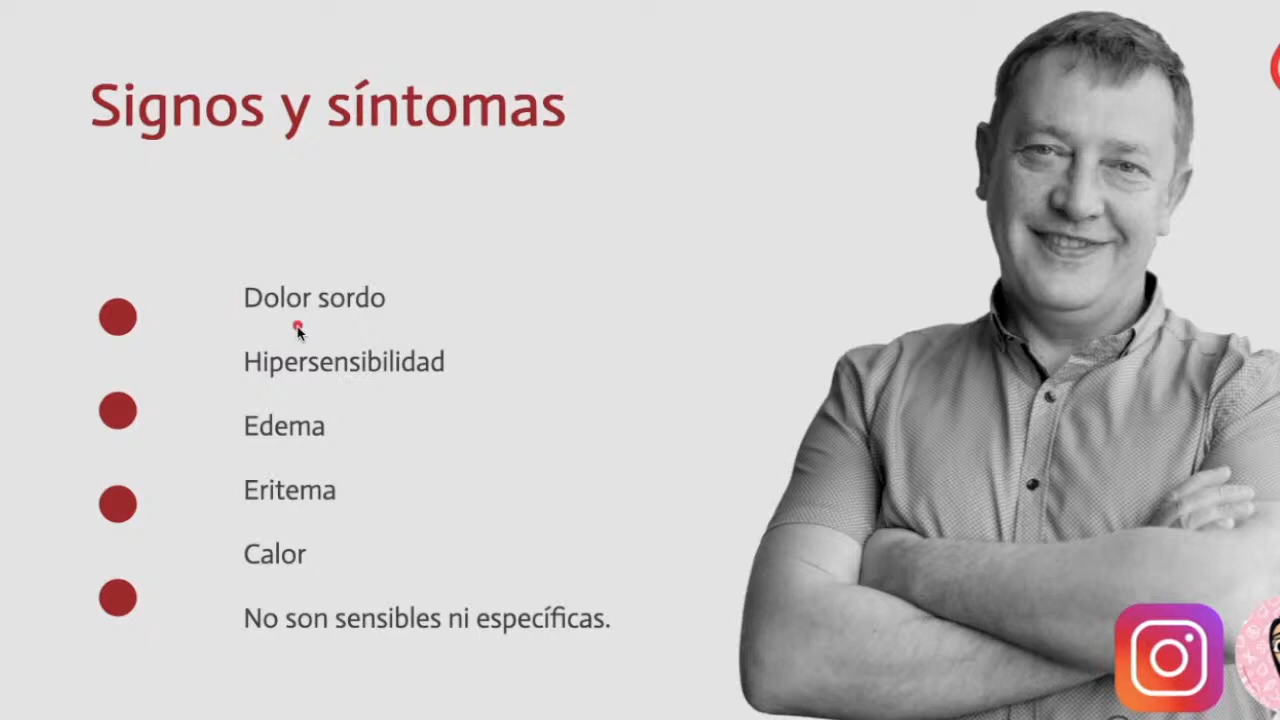 Signos y síntomas
Dolor sordo
Hipersensibilidad
Edema
Eritema
Calor
No son sensibles ni específicas.